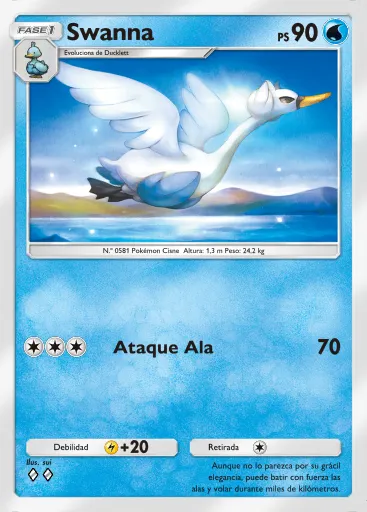 FASE 1
Swanna
PS 90
Evoluciona de Ducklett
N.º 0581 Pokémon Cisne Altura: 1,3 m Peso: 24,2 kg
Ataque Ala 70
Debilidad +20
Retirada
Ilus. sui
Aunque no lo parezca por su grácil
elegancia, puede batir con fuerza las
alas y volar durante miles de kilómetros.